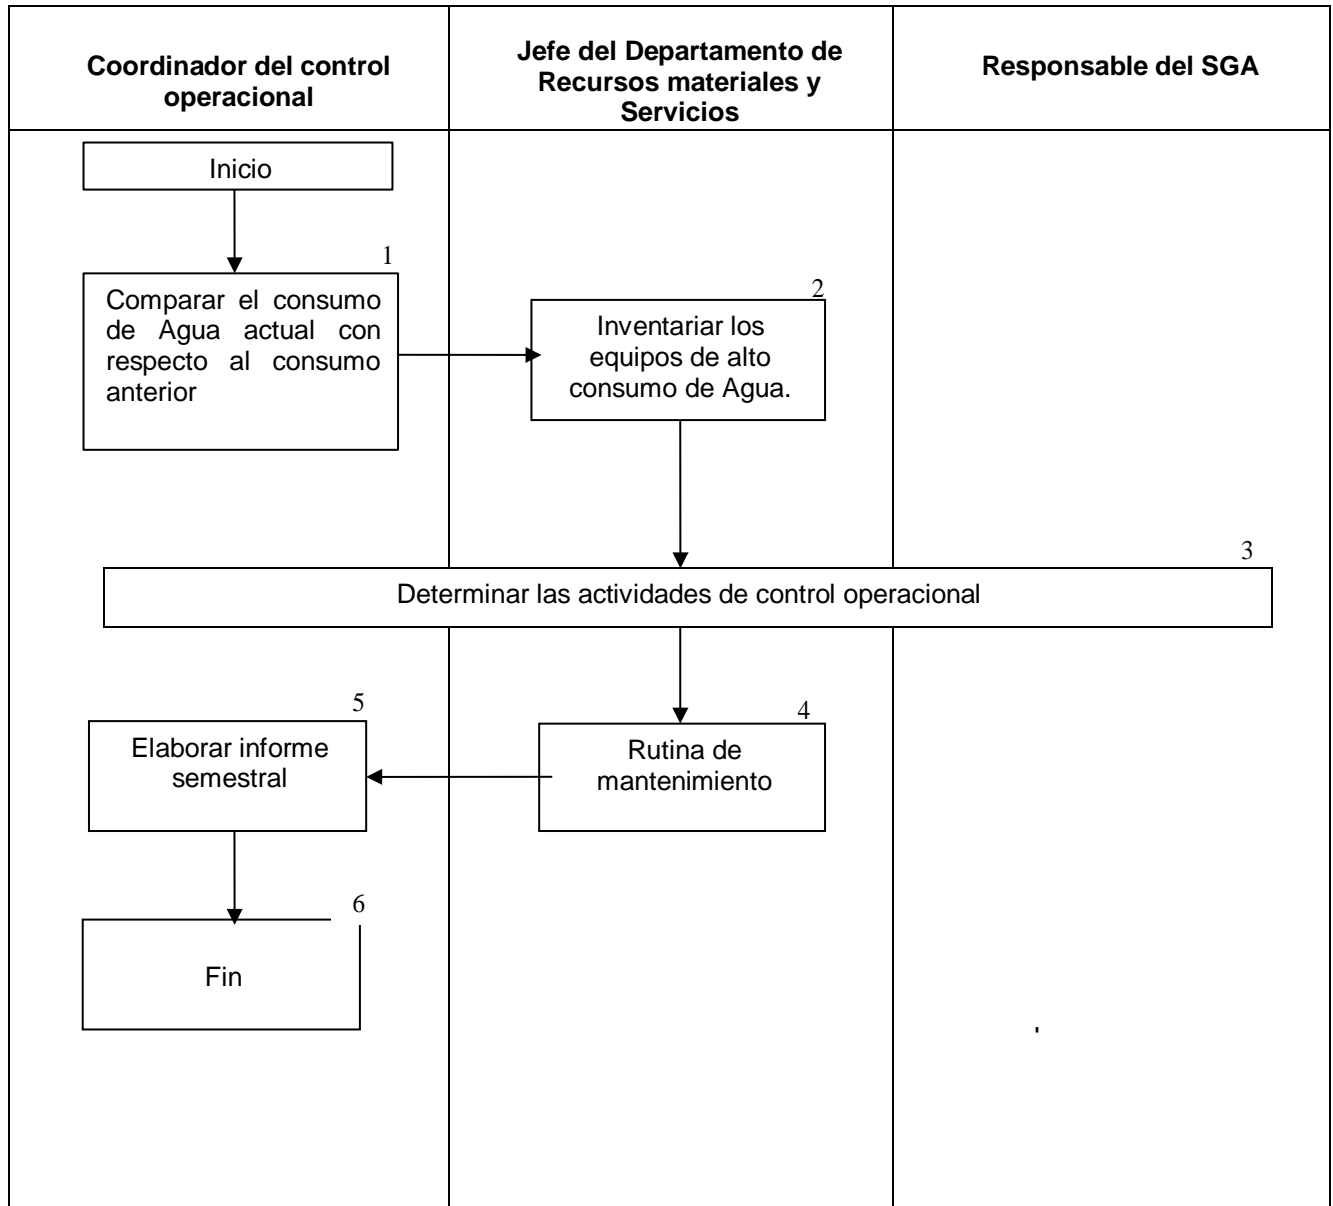 Coordinador del control
operacional
Jefe del Departamento de
Recursos materiales y
Servicios
Responsable del SGA
Inicio
1
Comparar el consumo
de Agua actual con
respecto al consumo
anterior
2
Inventariar los
equipos de alto
consumo de Agua.
3
Determinar las actividades de control operacional
4
Rutina de
mantenimiento
5
Elaborar informe
semestral
6
Fin